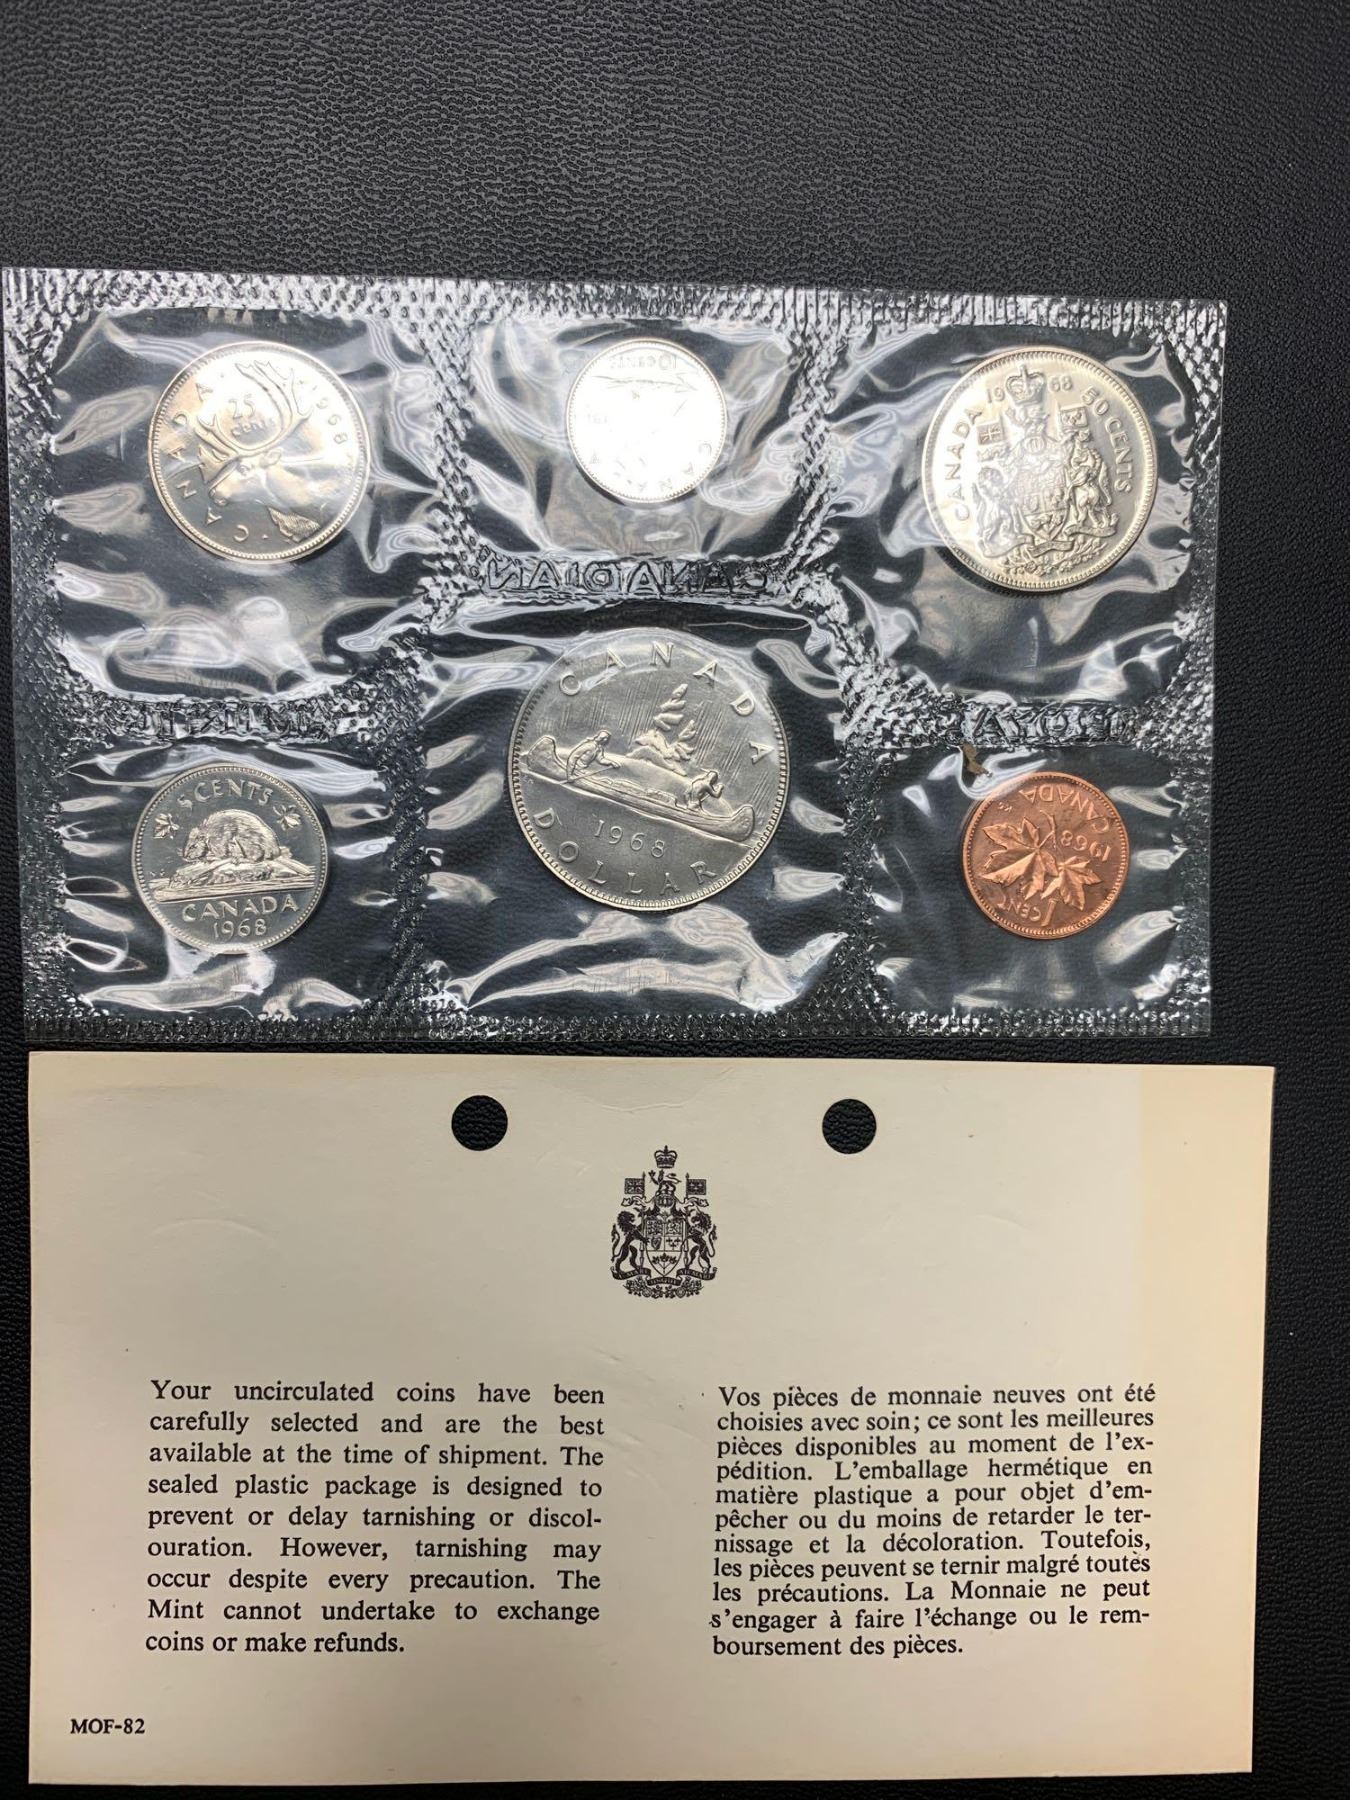 CANADA · 1968
25
cents
10 CENTS
CANADA
CANADA 1968 50 CENTS
CANADIAN
MINT
ROYAL
5 CENTS
CANADA
1968
CANADA
1968
DOLLAR
1968 CANADA
1 CENT
Your uncirculated coins have been
carefully selected and are the best
available at the time of shipment. The
sealed plastic package is designed to
prevent or delay tarnishing or discol-
ouration. However, tarnishing may
occur despite every precaution. The
Mint cannot undertake to exchange
coins or make refunds.
Vos pièces de monnaie neuves ont été
choisies avec soin; ce sont les meilleures
pièces disponibles au moment de l'ex-
pédition. L'emballage hermétique en
matière plastique a pour objet d'em-
pêcher ou du moins de retarder le ter-
nissage et la décoloration. Toutefois,
les pièces peuvent se ternir malgré toutes
les précautions. La Monnaie ne peut
s'engager à faire l'échange ou le rem-
boursement des pièces.
MOF-82